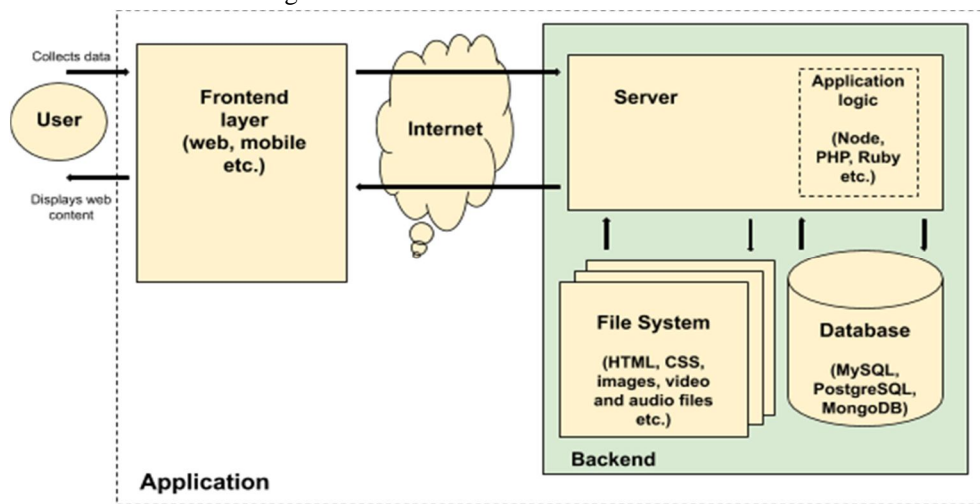 Collects data
User
Displays web
content
Frontend
layer
(web, mobile
etc.)
Internet
Server
Application
logic
(Node,
PHP, Ruby
etc.)
File System
(HTML, CSS,
images, video
and audio files
etc.)
Database
(MySQL,
PostgreSQL,
MongoDB)
Backend
Application